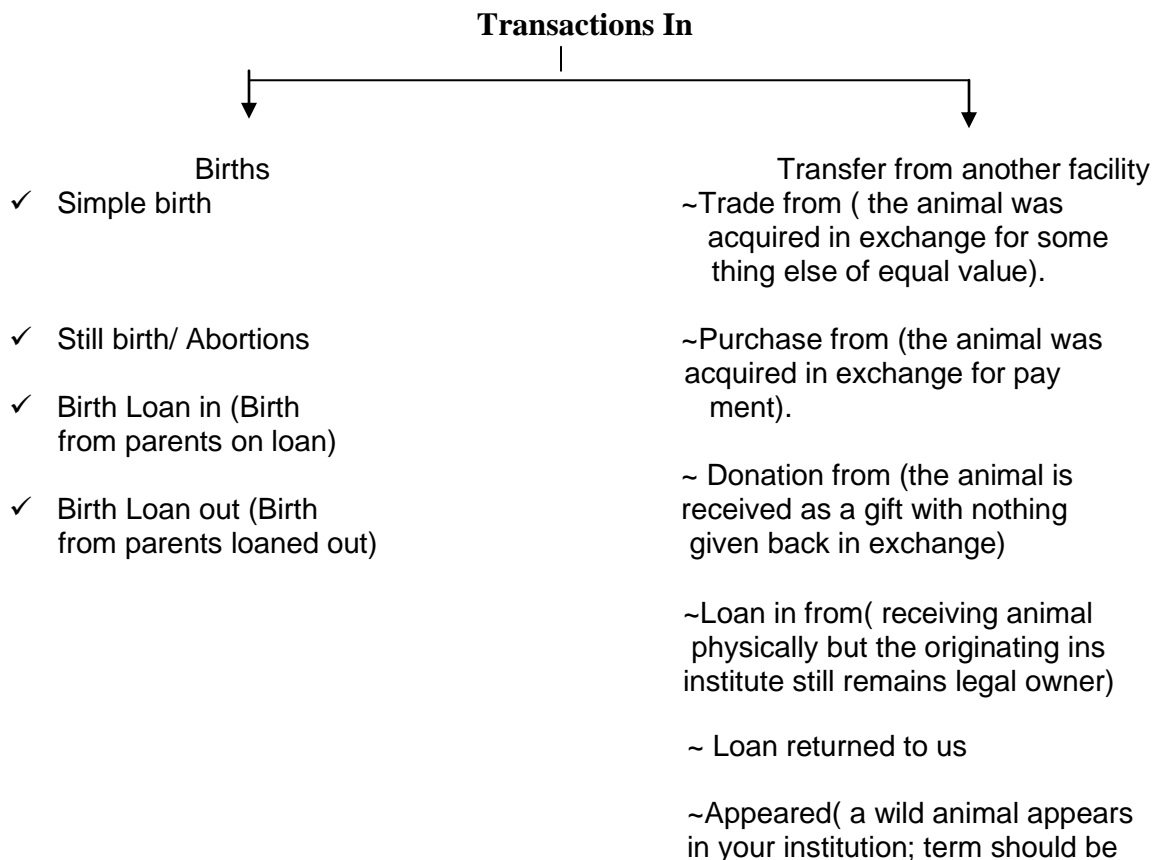 Transactions In
Births
✓ Simple birth
✓ Still birth/ Abortions
✓ Birth Loan in (Birth
from parents on loan)
✓ Birth Loan out (Birth
from parents loaned out)
Transfer from another facility
~Trade from ( the animal was
acquired in exchange for some
thing else of equal value).
~Purchase from (the animal was
acquired in exchange for pay
ment).
~ Donation from (the animal is
received as a gift with nothing
given back in exchange)
~Loan in from( receiving animal
physically but the originating ins
institute still remains legal owner)
~ Loan returned to us
~Appeared( a wild animal appears
in your institution; term should be